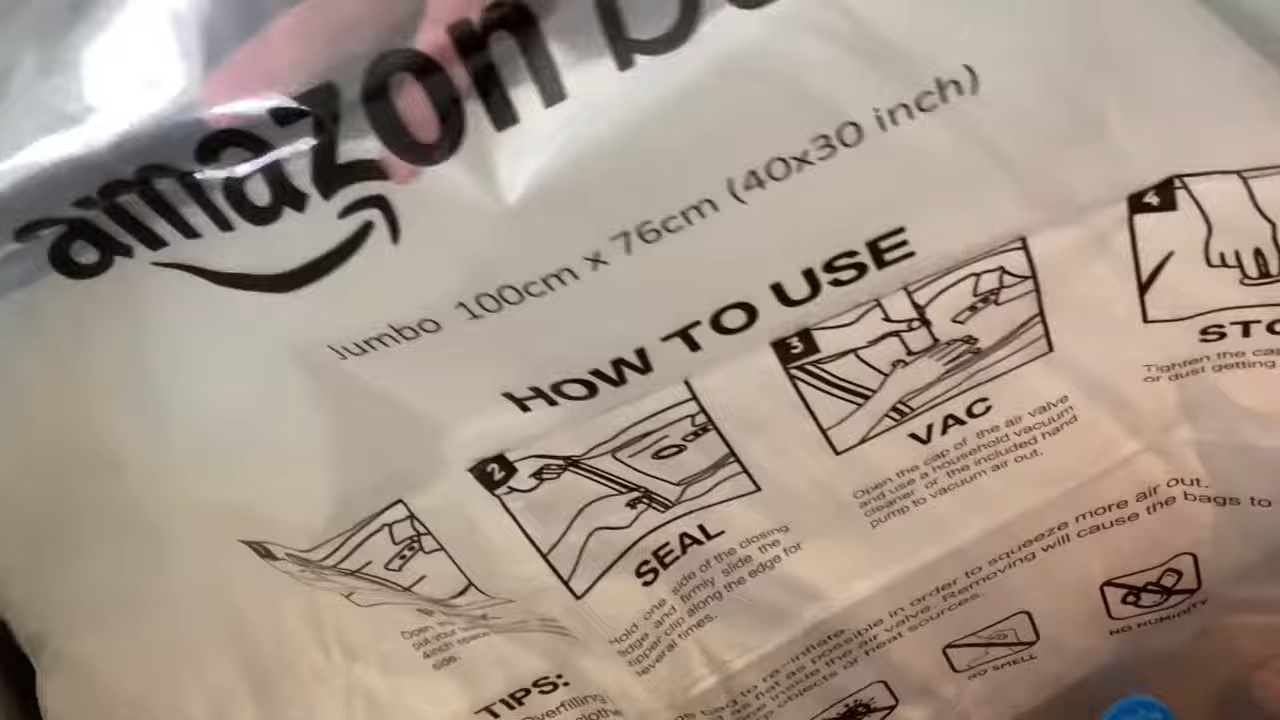 amazon
Jumbo 100cm x 76cm (40x30 inch)
HOW TO USE
1
2
SEAL
Hold one side of the closing
edge and firmly slide the
zipper clip along the edge for
several times.
3
VAC
Open the cap of the air valve
and use a household vacuum
cleaner or the included hand
pump to vacuum air out.
4
Tighten the
or dust getting
side.
TIPS:
Overfilling
bag to re-inflate.
as flat as possible in order to squeeze more air out.
inside the air valve. Removing will cause the bags to
objects or heat sources.
NO SMELL
NO HUMIDITY